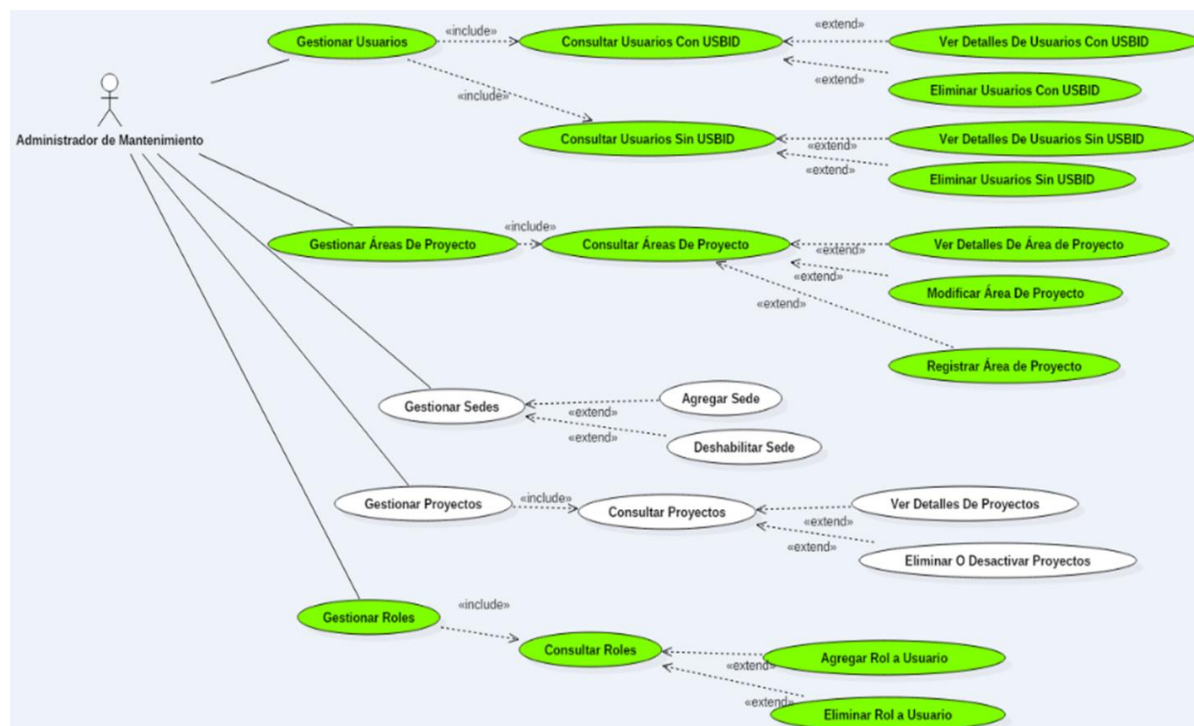 Gestionar Usuarios
«include»
Consultar Usuarios Con USBID
«extend»
Ver Detalles De Usuarios Con USBID
«extend»
Eliminar Usuarios Con USBID
«include»
Administrador de Mantenimiento
Consultar Usuarios Sin USBID
«extend»
Ver Detalles De Usuarios Sin USBID
«extend»
Eliminar Usuarios Sin USBID
Gestionar Áreas De Proyecto
«include»
Consultar Áreas De Proyecto
«extend»
Ver Detalles De Área de Proyecto
«extend»
Modificar Área De Proyecto
«extend»
Registrar Área de Proyecto
Gestionar Sedes
«extend»
Agregar Sede
«extend»
Deshabilitar Sede
Gestionar Proyectos
«include»
Consultar Proyectos
«extend»
Ver Detalles De Proyectos
«extend»
Eliminar O Desactivar Proyectos
Gestionar Roles
«include»
Consultar Roles
«extend»
Agregar Rol a Usuario
«extend»
Eliminar Rol a Usuario